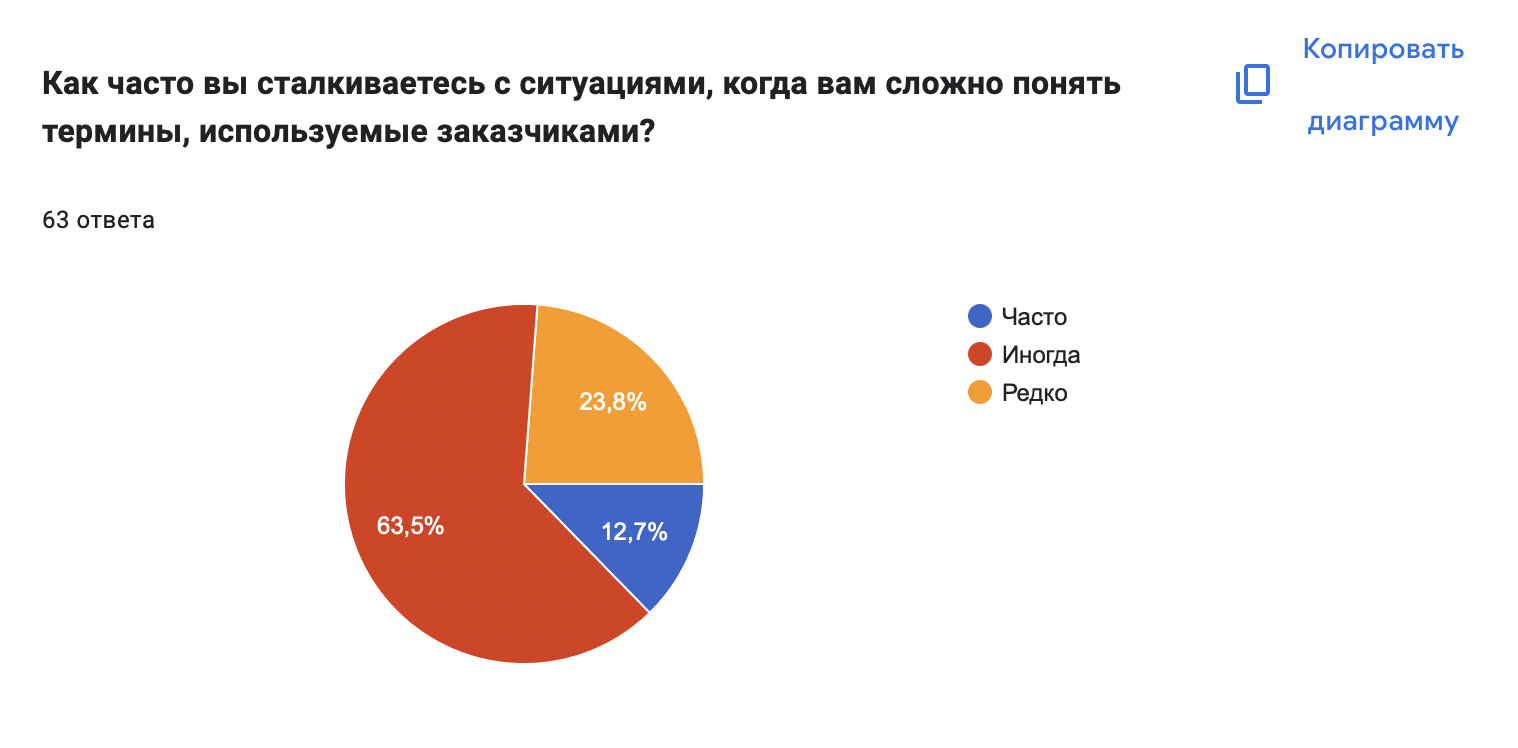 Как часто вы сталкиваетесь с ситуациями, когда вам сложно понять
термины, используемые заказчиками?
Копировать
диаграмму
63 ответа
Часто
Иногда
Редко
23,8%
63,5%
12,7%